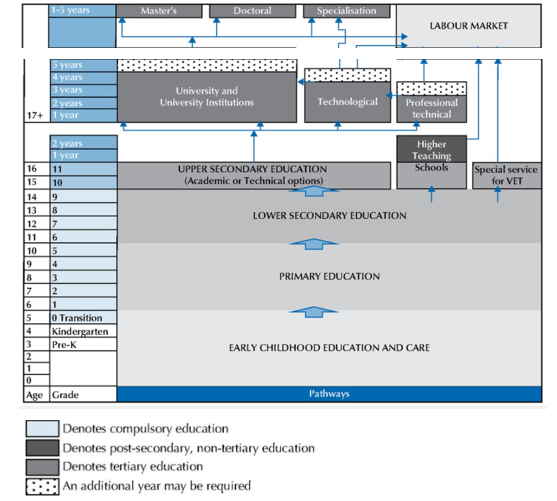 1-5 years
Master's
Doctoral
Specialisation
LABOUR MARKET
5 years
4 years
3 years
2 years
17+
1 year
University and
University Institutions
Technological
Professional
technical
2 years
1 year
Higher
Teaching
Schools
16
11
15
10
UPPER SECONDARY EDUCATION
(Academic or Technical options)
Special service
for VET
14
9
13
8
12
7
11
6
LOWER SECONDARY EDUCATION
10
5
9
4
8
3
7
2
6
1
PRIMARY EDUCATION
5
0 Transition
4
Kindergarten
3
Pre-K
2
1
0
EARLY CHILDHOOD EDUCATION AND CARE
Age
Grade
Pathways
Denotes compulsory education
Denotes post-secondary, non-tertiary education
Denotes tertiary education
An additional year may be required